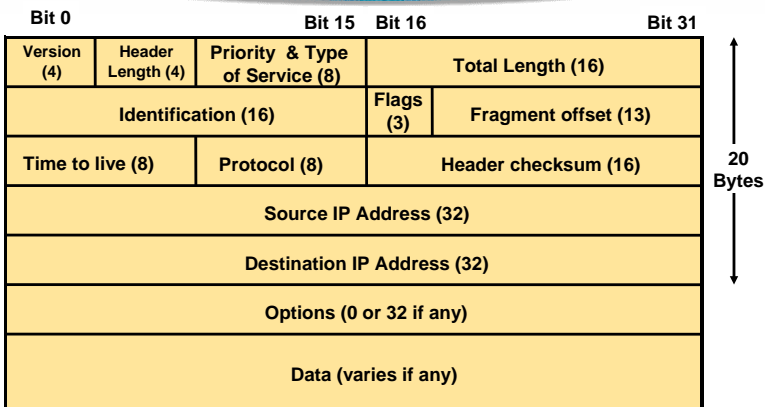 Bit 0
Bit 15
Bit 16
Bit 31
Version
(4)
Header
Length (4)
Priority & Type
of Service (8)
Total Length (16)
Identification (16)
Flags
(3)
Fragment offset (13)
Time to live (8)
Protocol (8)
Header checksum (16)
20
Bytes
Source IP Address (32)
Destination IP Address (32)
Options (0 or 32 if any)
Data (varies if any)